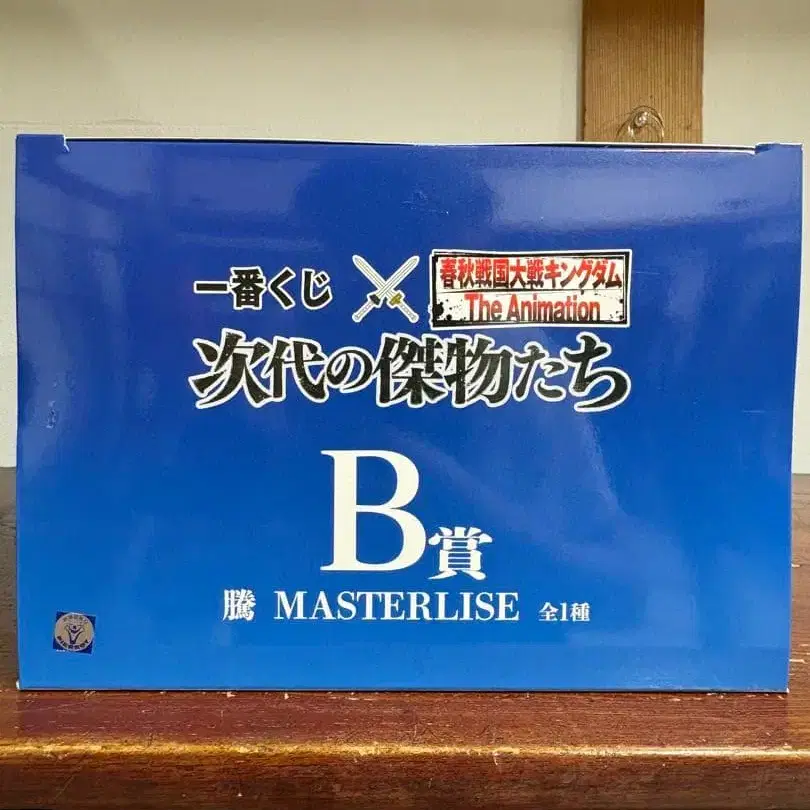 一番くじ
春秋戦国大戦キングダム
The Animation
次代の傑物たち
B賞
騰 MASTERLISE 全1種